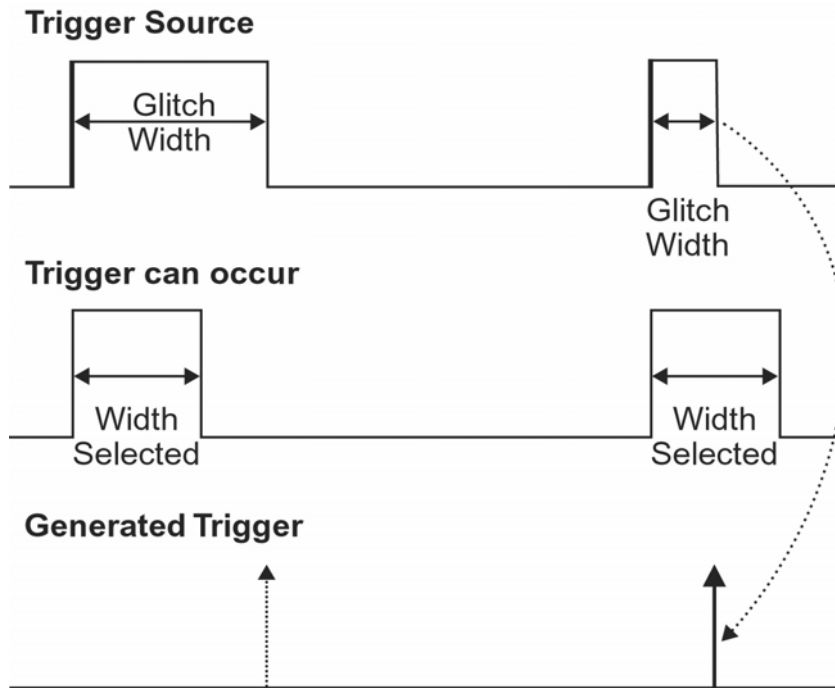 Trigger Source
Glitch
Width
Glitch
Width
Trigger can occur
Width
Selected
Width
Selected
Generated Trigger